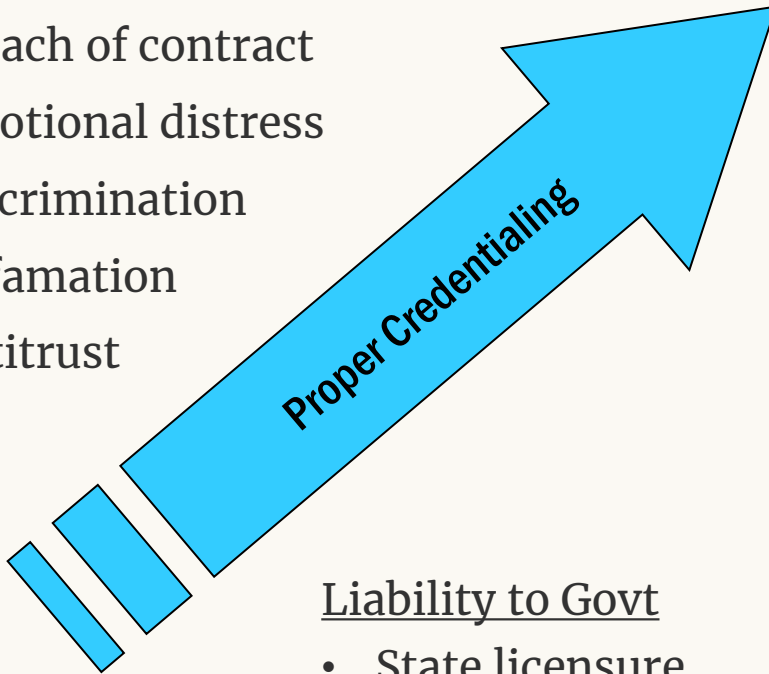 ach of contract
otional distress
crimination
famation
titrust
Proper Credentialing
Liability to Govt
• State licensure